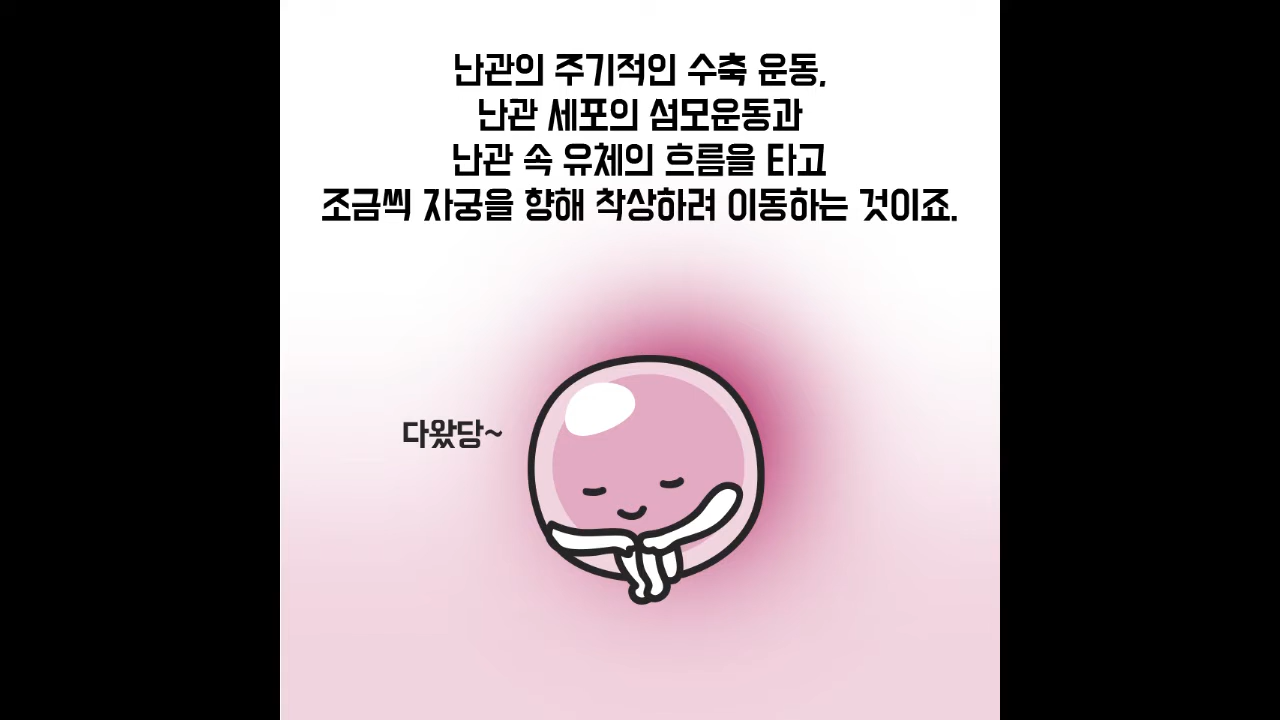 난관의 주기적인 수축 운동,
난관 세포의 섬모운동과
난관 속 유체의 흐름을 타고
조금씩 자궁을 향해 착상하려 이동하는 것이죠.
다왔당~